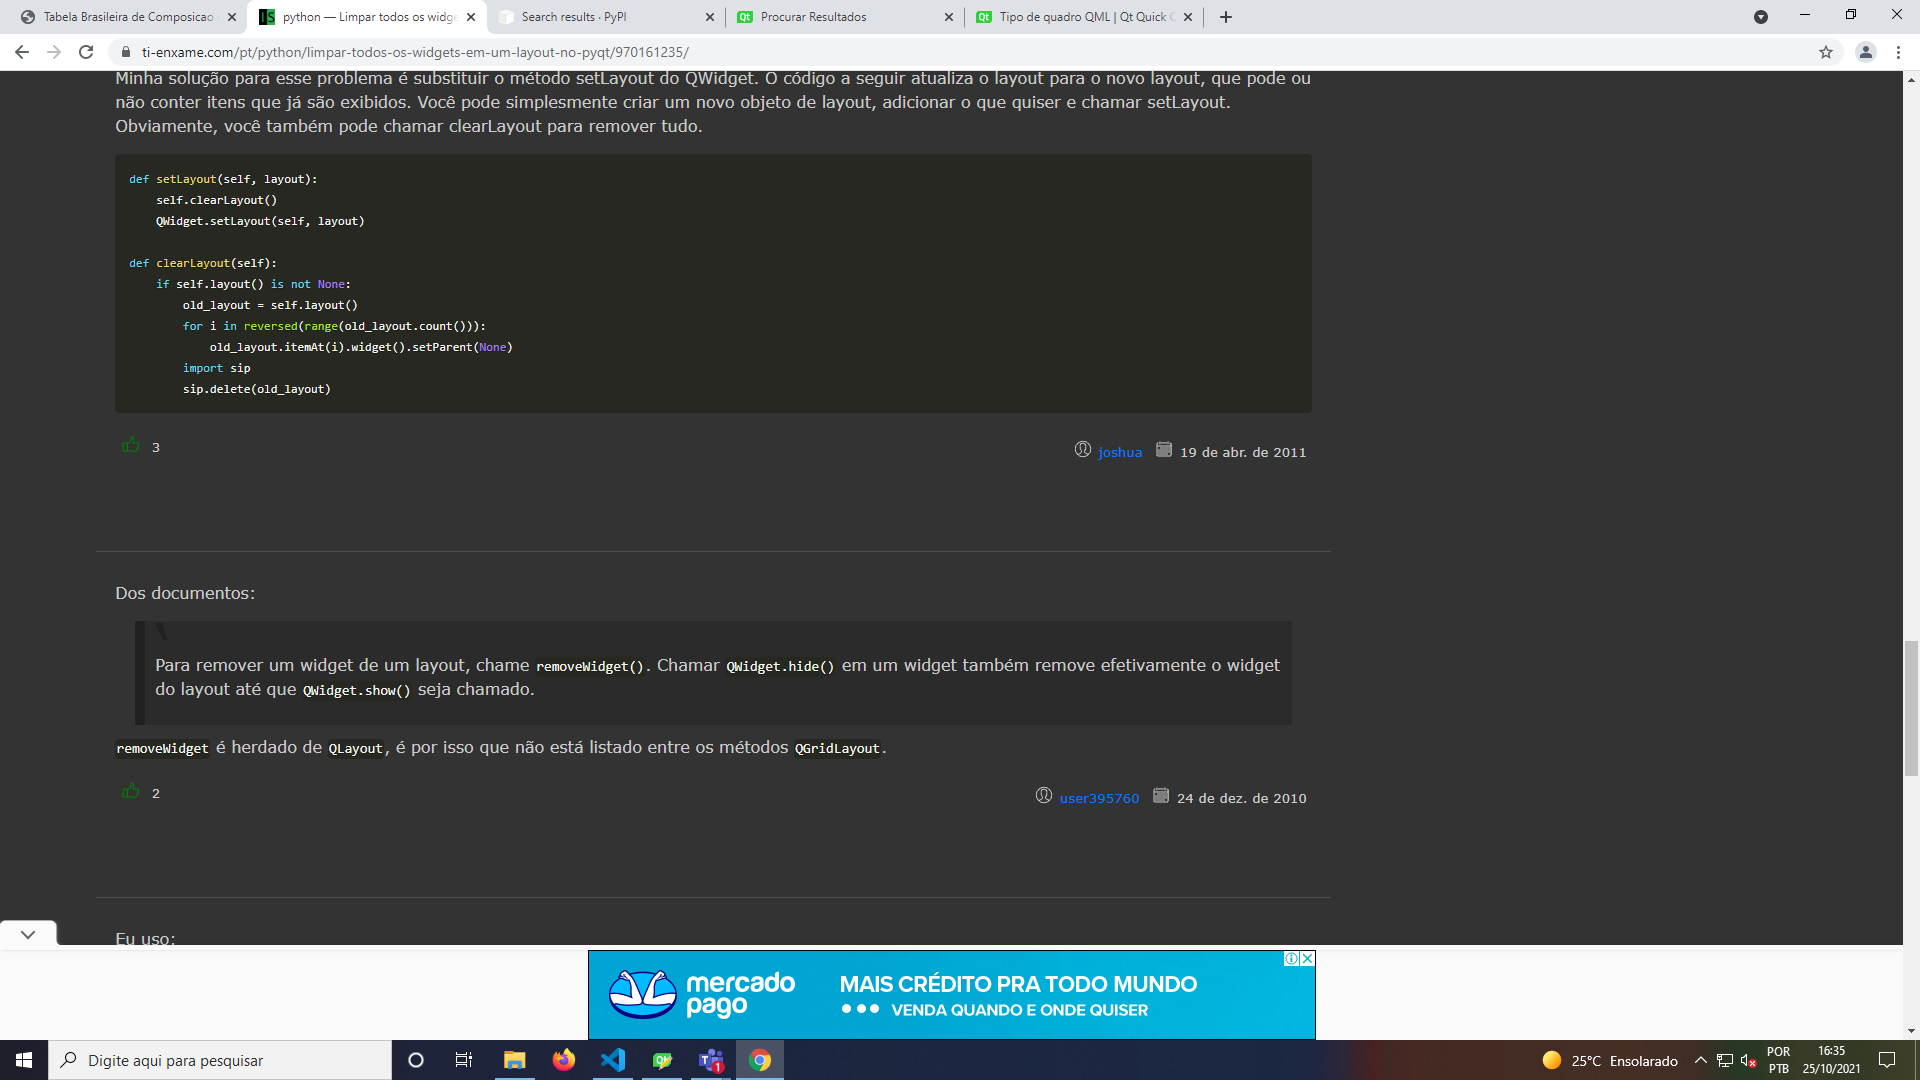 Tabela Brasileira de Composicao
python — Limpar todos os widge
Search results · PyPI
Procurar Resultados
Tipo de quadro QML | Qt Quick C
ti-enxame.com/pt/python/limpar-todos-os-widgets-em-um-layout-no-pyqt/970161235/
Minha solução para esse problema é substituir o método setLayout do QWidget. O código a seguir atualiza o layout para o novo layout, que pode ou
não conter itens que já são exibidos. Você pode simplesmente criar um novo objeto de layout, adicionar o que quiser e chamar setLayout.
Obviamente, você também pode chamar clearLayout para remover tudo.
def setLayout(self, layout):
    self.clearLayout()
    QWidget.setLayout(self, layout)
def clearLayout(self):
    if self.layout() is not None:
        old_layout = self.layout()
        for i in reversed(range(old_layout.count())):
            old_layout.itemAt(i).widget().setParent(None)
        import sip
        sip.delete(old_layout)
3
joshua 19 de abr. de 2011
Dos documentos:
Para remover um widget de um layout, chame removeWidget(). Chamar QWidget.hide() em um widget também remove efetivamente o widget
do layout até que QWidget.show() seja chamado.
removeWidget é herdado de QLayout, é por isso que não está listado entre os métodos QGridLayout.
2
user395760 24 de dez. de 2010
Eu uso:
mercado
pago
MAIS CRÉDITO PRA TODO MUNDO
VENDA QUANDO E ONDE QUISER
Digite aqui para pesquisar
1
25°C Ensolarado
POR
PTB
16:35
25/10/2021